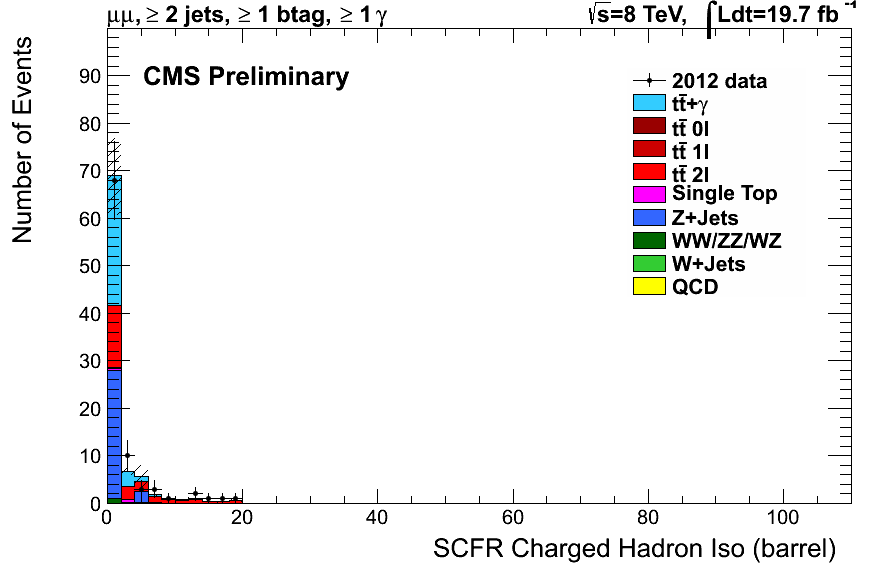 μμ, ≥ 2 jets, ≥ 1 btag, ≥ 1 γ
√s=8 TeV, ∫Ldt=19.7 fb⁻¹
CMS Preliminary
2012 data
tt̄+γ
tt̄ 0l
tt̄ 1l
tt̄ 2l
Single Top
Z+Jets
WW/ZZ/WZ
W+Jets
QCD
Number of Events
90
80
70
60
50
40
30
20
10
0
0 20 40 60 80 100
SCFR Charged Hadron Iso (barrel)